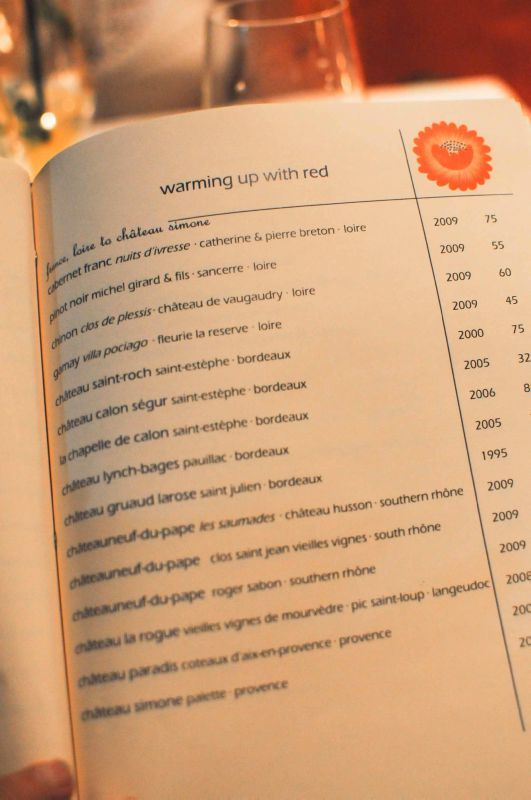 warming up with red
france, loire to château simone
cabernet franc nuits d'ivresse · catherine & pierre breton · loire 2009 75
pinot noir michel girard & fils · sancerre · loire 2009 55
chinon clos de plessis · château de vaugaudry · loire 2009 60
gamay villa pociago · fleurie la reserve · loire 2009 45
château saint-roch saint-estèphe · bordeaux 2000 75
château calon ségur saint-estèphe · bordeaux 2005
la chapelle de calon saint-estèphe · bordeaux 2006
château lynch-bages pauillac · bordeaux 2005
château gruaud larose saint julien · bordeaux 1995
châteauneuf-du-pape les saumades · château husson · southern rhône 2009
châteauneuf-du-pape clos saint jean vieilles vignes · south rhône 2009
châteauneuf-du-pape roger sabon · southern rhône 2009
château la rogue vieilles vignes de mourvèdre · pic saint-loup · langeudoc 2008
château paradis coteaux d'aix-en-provence · provence
château simone palette · provence